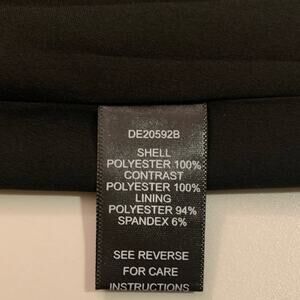 DE20592B
SHELL
POLYESTER 100%
CONTRAST
POLYESTER 100%
LINING
POLYESTER 94%
SPANDEX 6%
SEE REVERSE
FOR CARE
INSTRUCTIONS